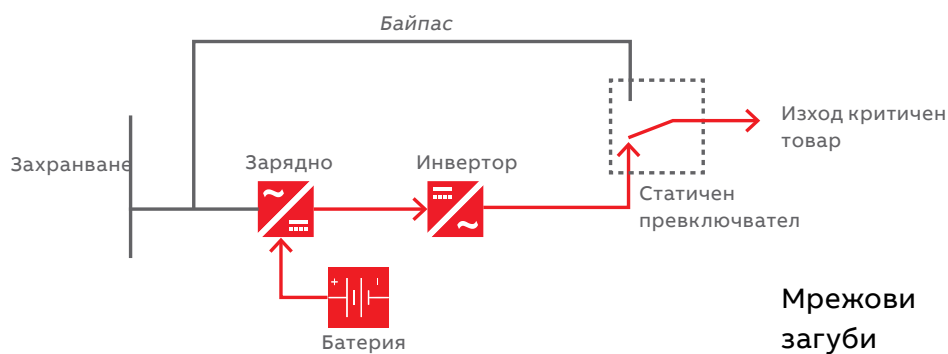 Байпас
Захранване
Зарядно
Инвертор
Изход критичен
товар
Статичен
превключвател
Батерия
Мрежови
загуби